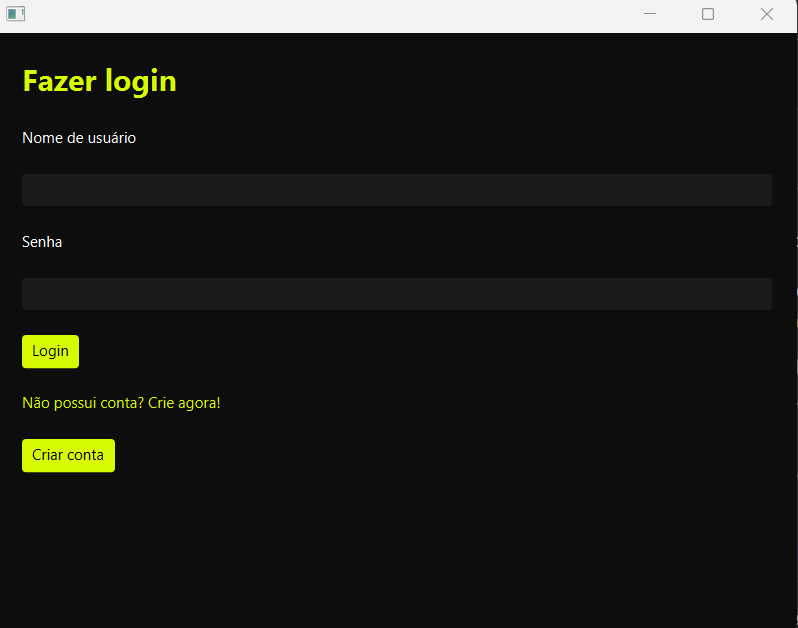 Fazer login
Nome de usuário
Senha
Login
Não possui conta? Crie agora!
Criar conta